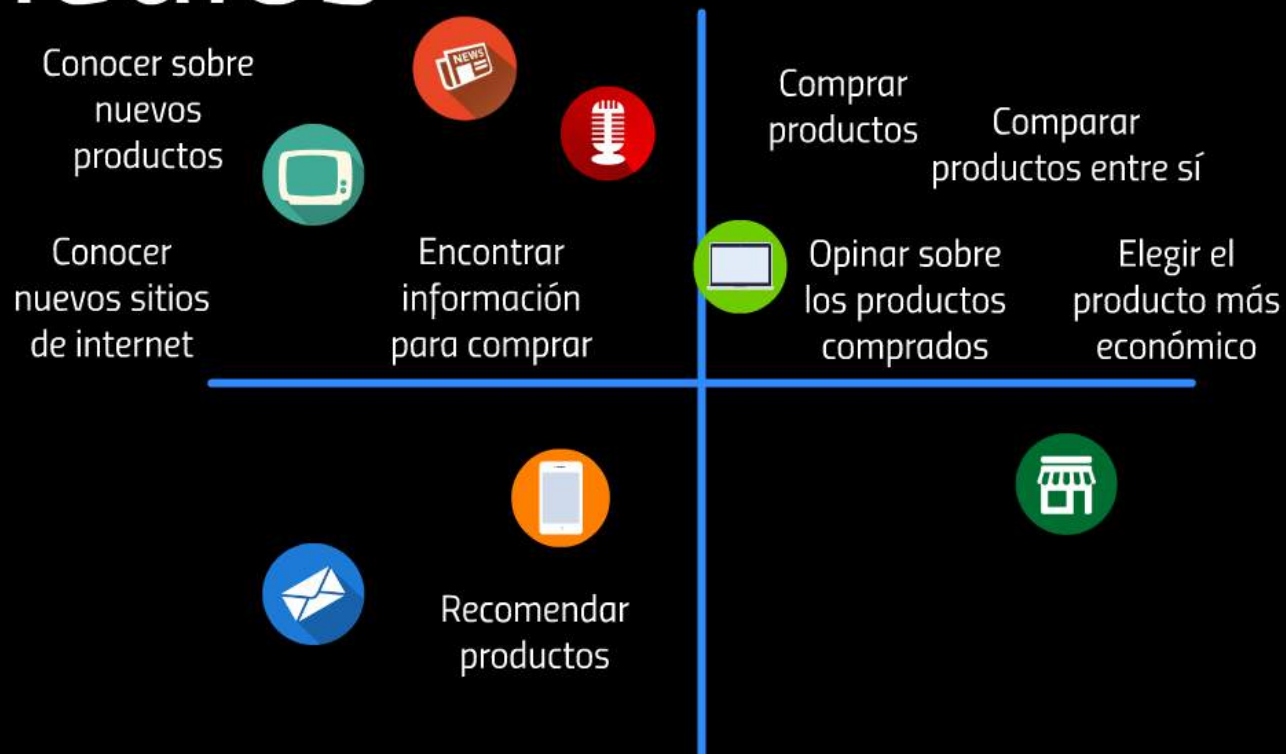 Conocer sobre
nuevos
productos
NEWS
Comprar
productos
Comparar
productos entre sí
Conocer
nuevos sitios
de internet
Encontrar
información
para comprar
Opinar sobre
los productos
comprados
Elegir el
producto más
económico
Recomendar
productos